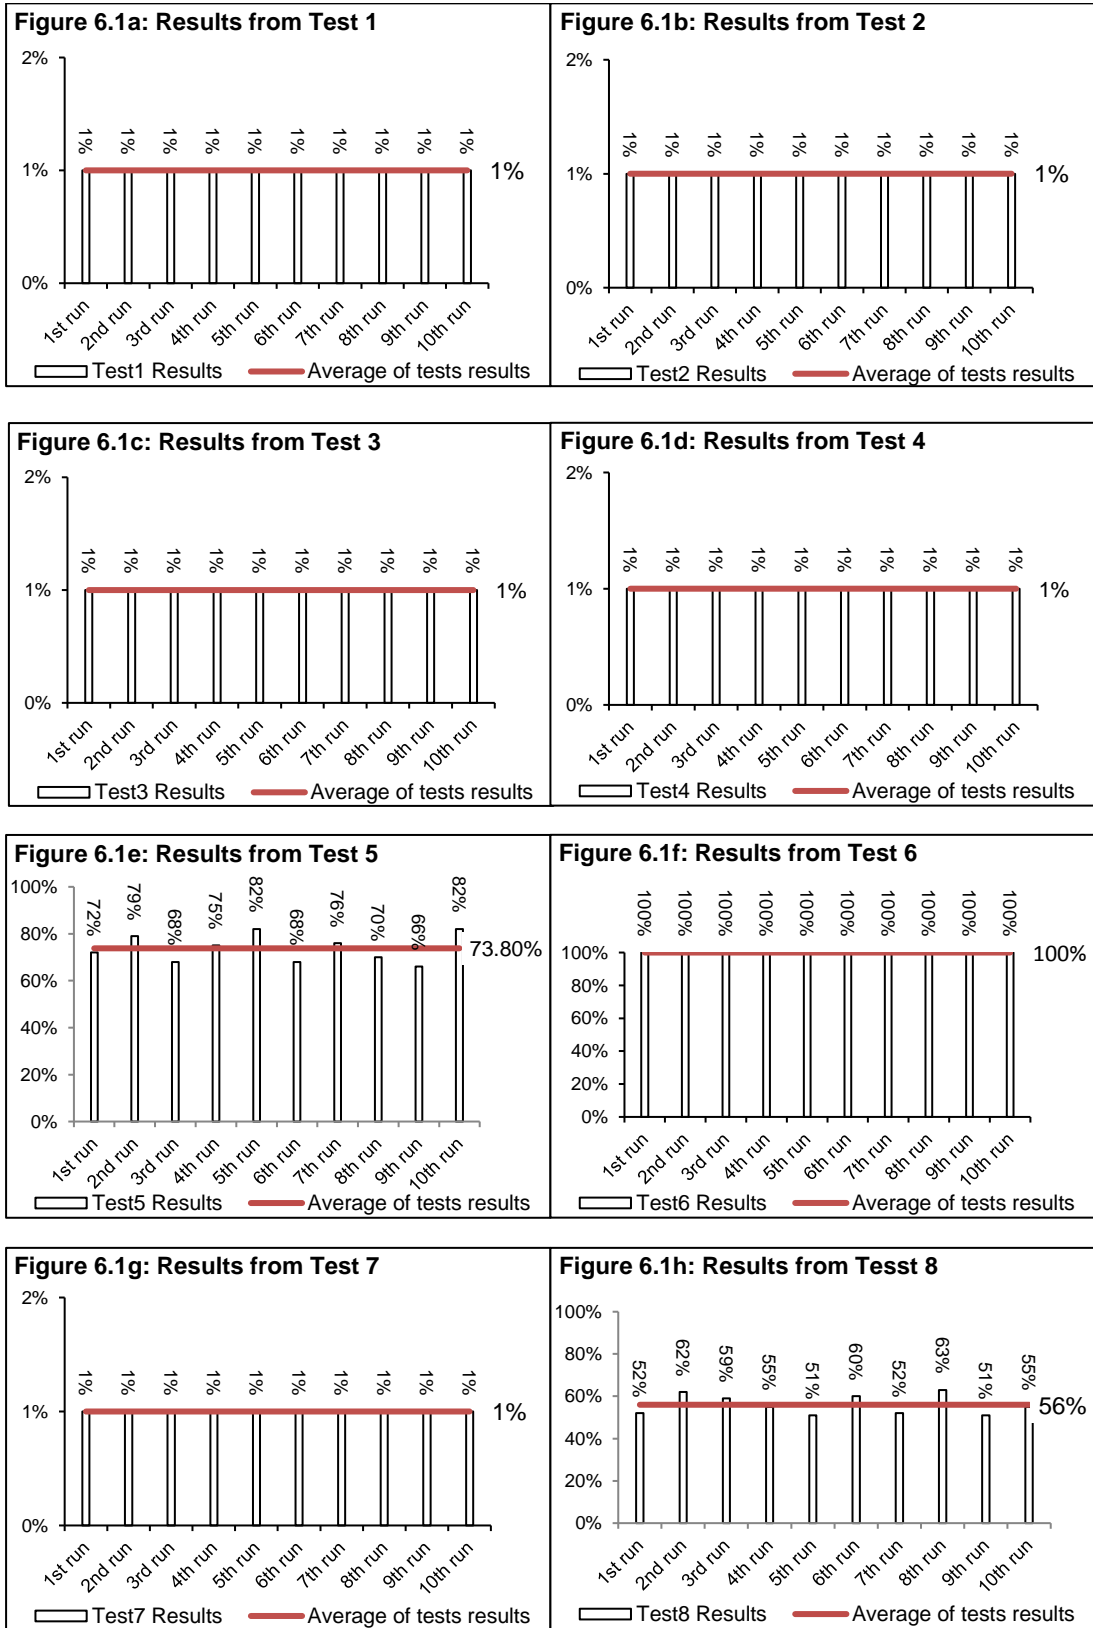 Figure 6.1a: Results from Test 1
2%
1% 1% 1% 1% 1% 1% 1% 1% 1% 1%
1%
1%
0%
1st run 2nd run 3rd run 4th run 5th run 6th run 7th run 8th run 9th run 10th run
Test1 Results Average of tests results
Figure 6.1b: Results from Test 2
2%
1% 1% 1% 1% 1% 1% 1% 1% 1% 1%
1%
1%
0%
1st run 2nd run 3rd run 4th run 5th run 6th run 7th run 8th run 9th run 10th run
Test2 Results Average of tests results
Figure 6.1c: Results from Test 3
2%
1% 1% 1% 1% 1% 1% 1% 1% 1% 1%
1%
1%
0%
1st run 2nd run 3rd run 4th run 5th run 6th run 7th run 8th run 9th run 10th run
Test3 Results Average of tests results
Figure 6.1d: Results from Test 4
2%
1% 1% 1% 1% 1% 1% 1% 1% 1% 1%
1%
1%
0%
1st run 2nd run 3rd run 4th run 5th run 6th run 7th run 8th run 9th run 10th run
Test4 Results Average of tests results
Figure 6.1e: Results from Test 5
100%
72% 79% 68% 75% 82% 68% 76% 70% 66% 82%
80%
73.80%
60%
40%
20%
0%
1st run 2nd run 3rd run 4th run 5th run 6th run 7th run 8th run 9th run 10th run
Test5 Results Average of tests results
Figure 6.1f: Results from Test 6
100% 100% 100% 100% 100% 100% 100% 100% 100% 100%
100%
100%
80%
60%
40%
20%
0%
1st run 2nd run 3rd run 4th run 5th run 6th run 7th run 8th run 9th run 10th run
Test6 Results Average of tests results
Figure 6.1g: Results from Test 7
2%
1% 1% 1% 1% 1% 1% 1% 1% 1% 1%
1%
1%
0%
1st run 2nd run 3rd run 4th run 5th run 6th run 7th run 8th run 9th run 10th run
Test7 Results Average of tests results
Figure 6.1h: Results from Tesst 8
100%
80%
52% 62% 59% 55% 51% 60% 52% 63% 51% 55%
60%
56%
40%
20%
0%
1st run 2nd run 3rd run 4th run 5th run 6th run 7th run 8th run 9th run 10th run
Test8 Results Average of tests results